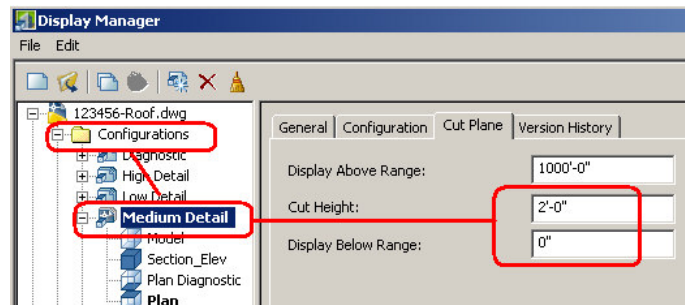 Display Manager
File Edit
123456-Roof.dwg
Configurations
Diagnostic
High Detail
Low Detail
Medium Detail
Model
Section_Elev
Plan Diagnostic
Plan
General Configuration Cut Plane Version History
Display Above Range: 1000'-0"
Cut Height: 2'-0"
Display Below Range: 0"